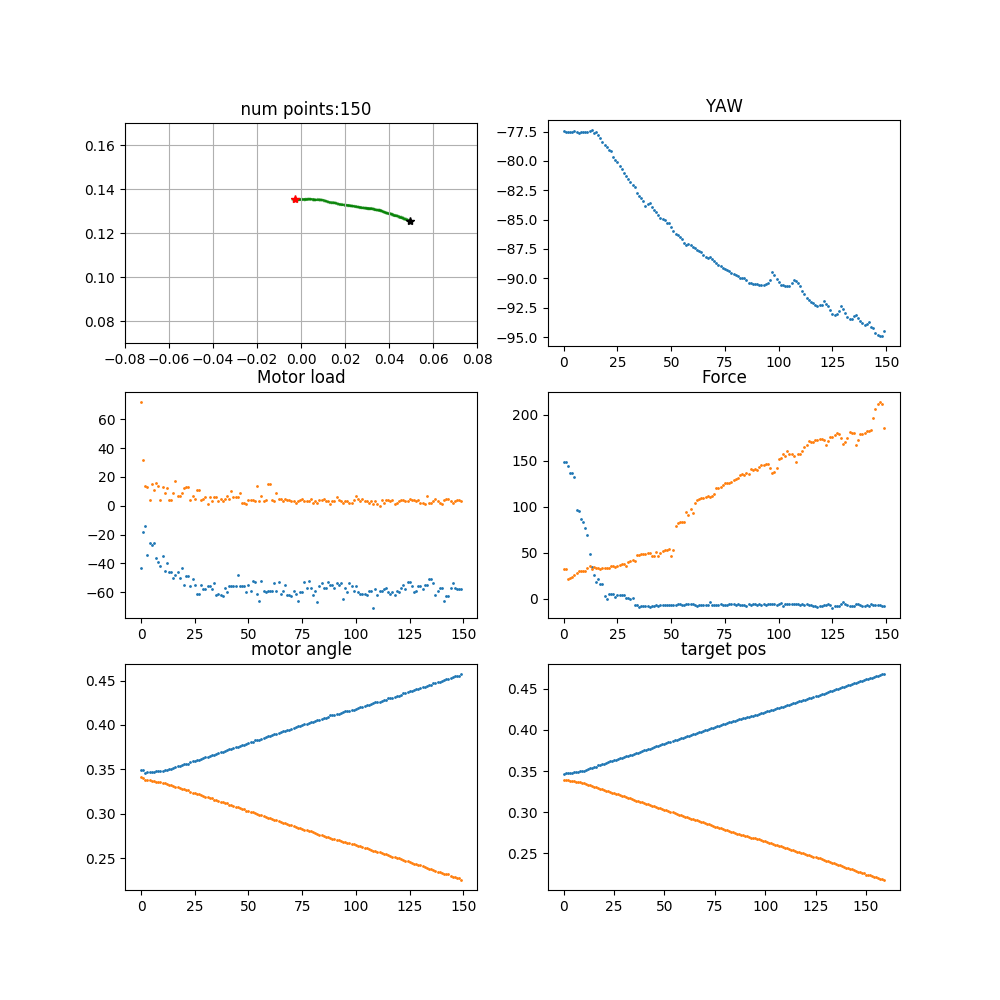 num points:150
YAW
0.16
0.14
0.12
0.10
0.08
−0.08 −0.06 −0.04 −0.02 0.00 0.02 0.04 0.06 0.08
−77.5
−80.0
−82.5
−85.0
−87.5
−90.0
−92.5
−95.0
0 25 50 75 100 125 150
Motor load
Force
60
40
20
0
−20
−40
−60
0 25 50 75 100 125 150
200
150
100
50
0
0 25 50 75 100 125 150
motor angle
target pos
0.45
0.40
0.35
0.30
0.25
0 25 50 75 100 125 150
0.45
0.40
0.35
0.30
0.25
0 25 50 75 100 125 150